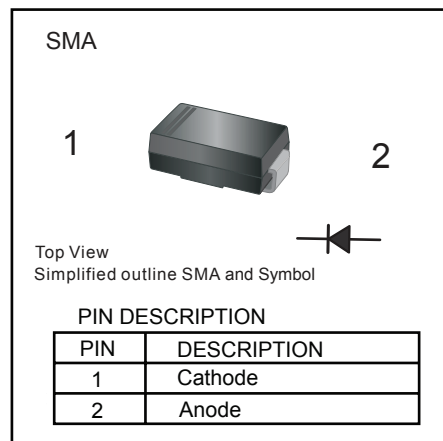 SMA
1
2
Top View
Simplified outline SMA and Symbol
PIN DESCRIPTION
PIN DESCRIPTION
1 Cathode
2 Anode